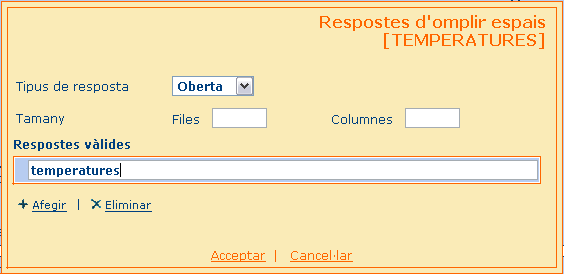 Respostes d'omplir espais
[TEMPERATURES]
Tipus de resposta Oberta
Tamany Files Columnes
Respostes vàlides
temperatures
Afegir | Eliminar
Acceptar | Cancel·lar